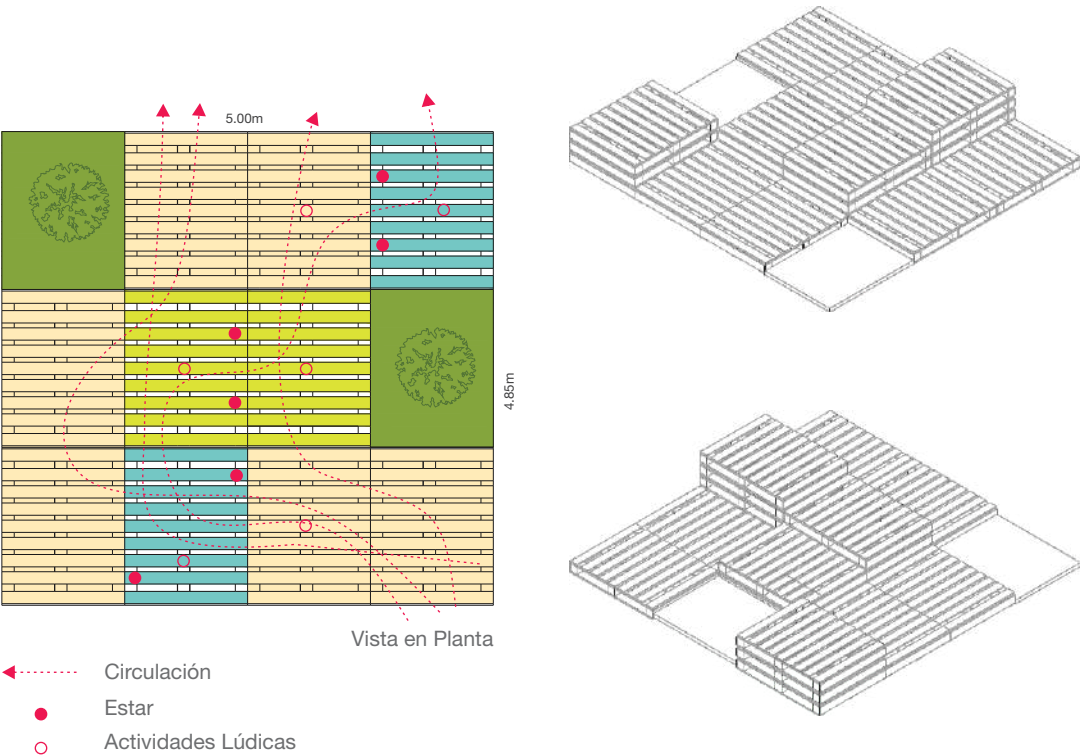 5.00m
4.85m
Vista en Planta
Circulación
Estar
Actividades Lúdicas